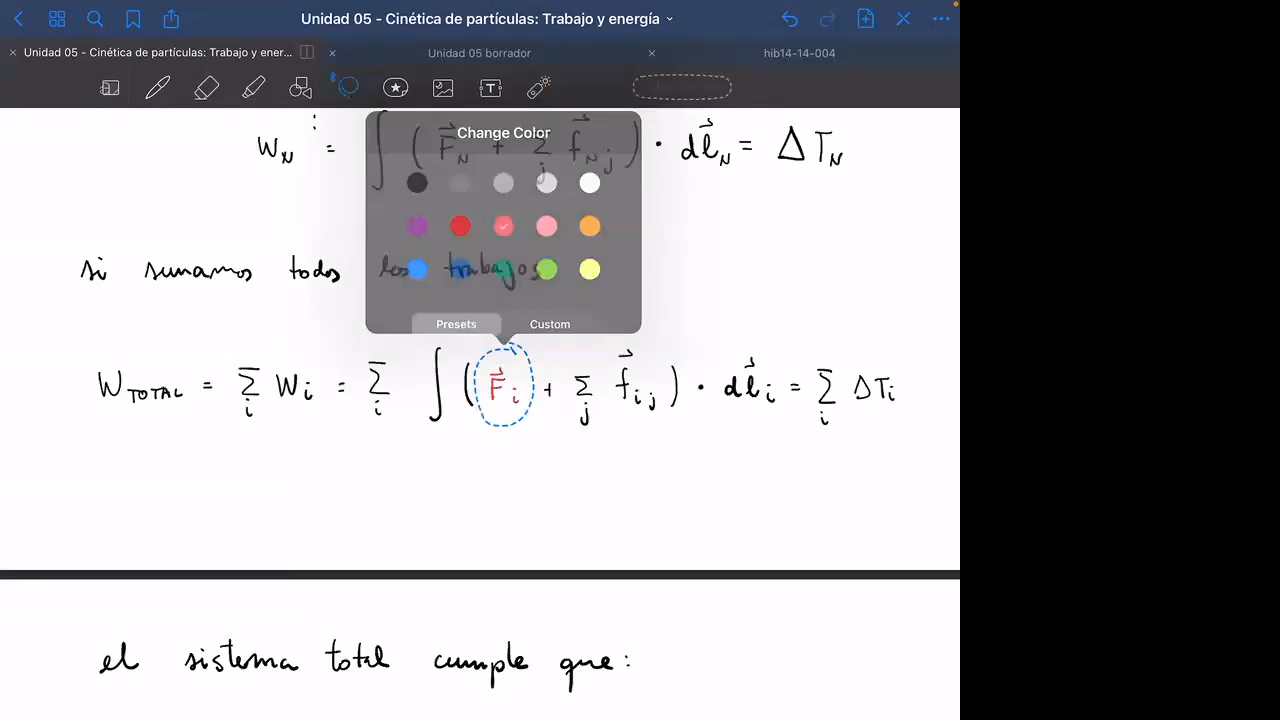 Unidad 05 - Cinética de partículas: Trabajo y energía
Unidad 05 - Cinética de partículas: Trabajo y ener...
Unidad 05 borrador
hib14-14-004
Change Color
⋮
W_N = ∫ (F⃗_N + Σ_j f⃗_{Nj}) · dl⃗_N = ΔT_N
si sumamos todos los trabajos
Presets
Custom
W_TOTAL = Σ_i W_i = Σ_i ∫ (F⃗_i + Σ_j f⃗_{ij}) · dl⃗_i = Σ_i ΔT_i
el sistema total cumple que: